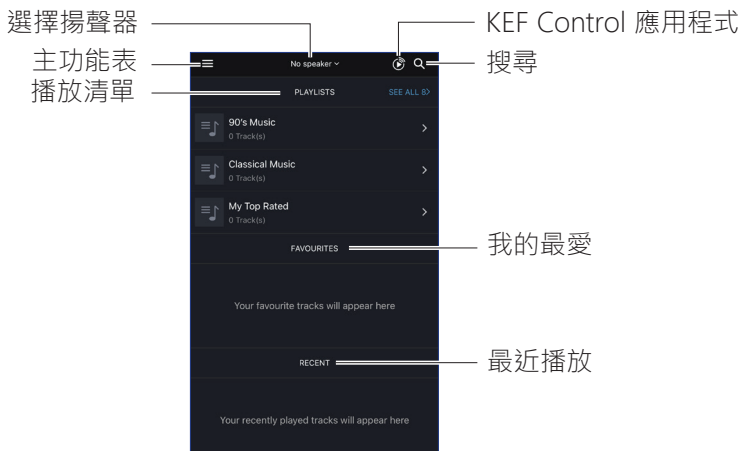 選擇揚聲器
KEF Control 應用程式
主功能表
搜尋
播放清單
No speaker
PLAYLISTS
SEE ALL 8>
90's Music
0 Track(s)
Classical Music
0 Track(s)
My Top Rated
0 Track(s)
FAVOURITES
我的最愛
Your favourite tracks will appear here
RECENT
最近播放
Your recently played tracks will appear here